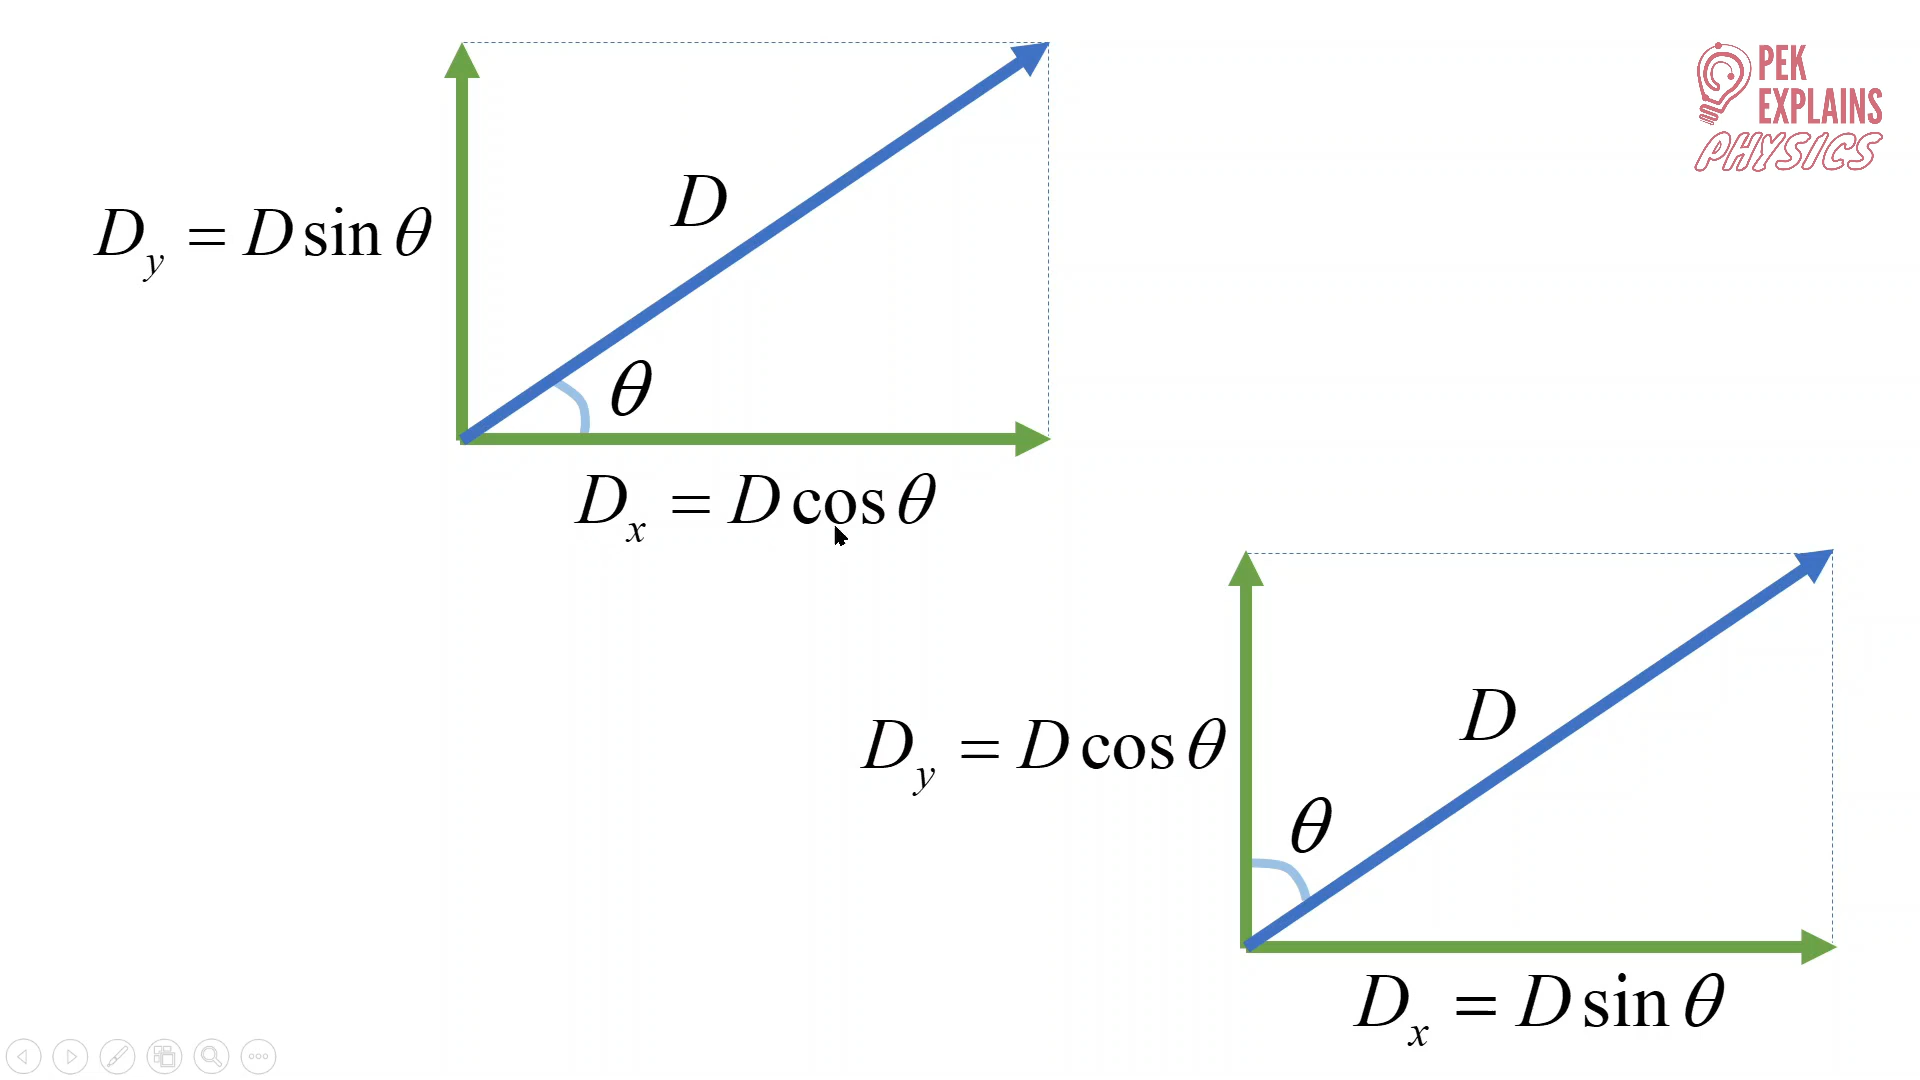 PEK
EXPLAINS
PHYSICS
D
D_y = D sin θ
θ
D_x = D cos θ
D
D_y = D cos θ
θ
D_x = D sin θ